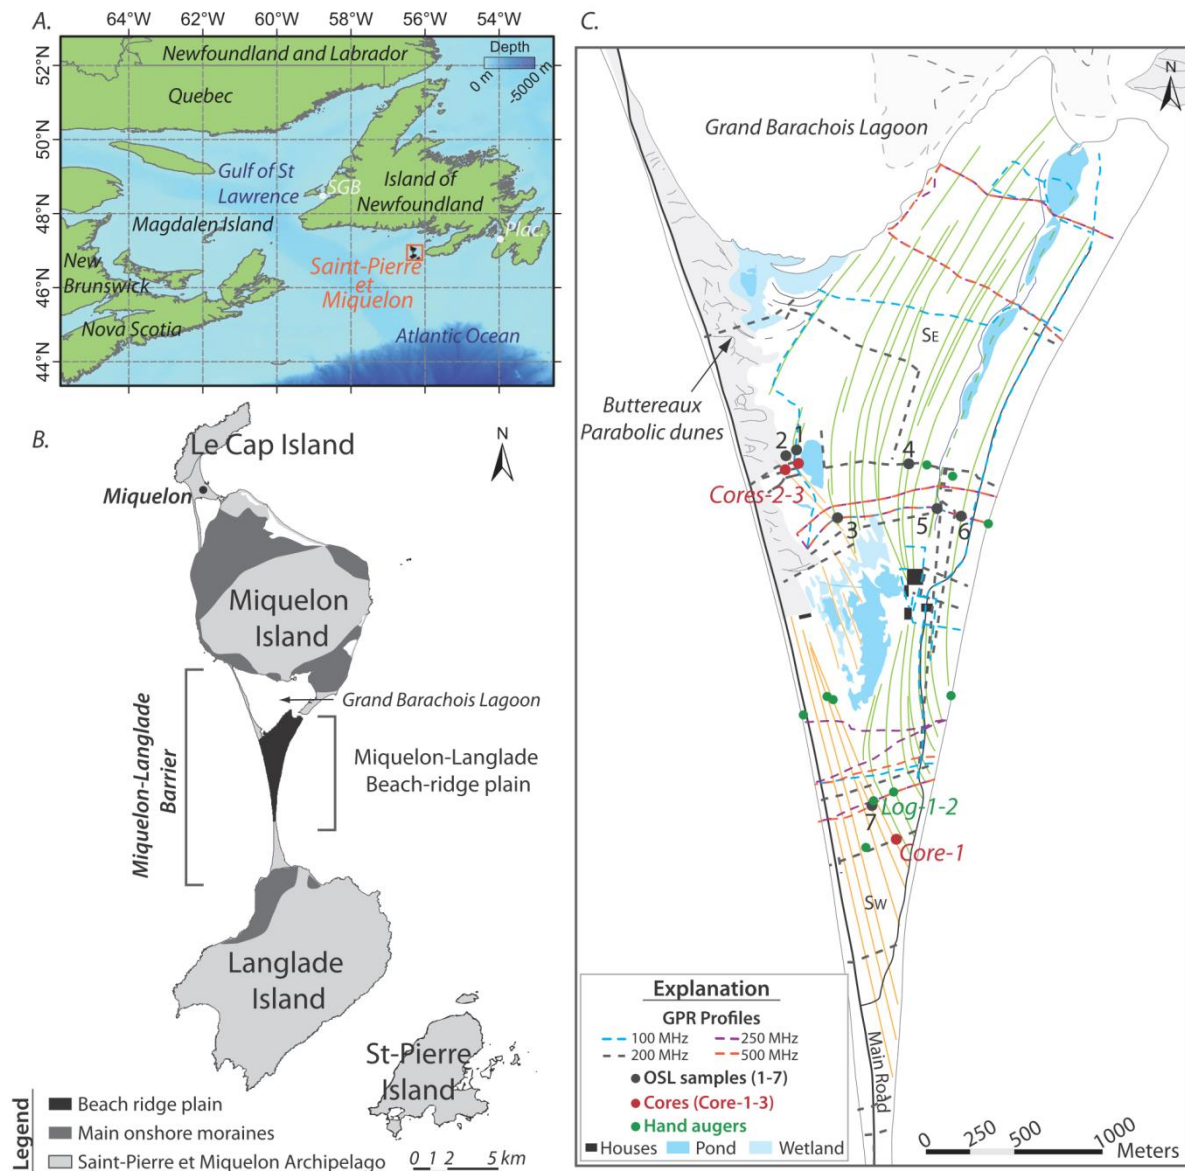 A.
64°W 62°W 60°W 58°W 56°W 54°W
52°N
50°N
48°N
46°N
44°N
Newfoundland and Labrador
Depth
0 m
-5000 m
Quebec
Gulf of St
Lawrence
SGB
Island of
Newfoundland
Magdalen Island
Plac.
New
Brunswick
Saint-Pierre
et
Miquelon
Nova Scotia
Atlantic Ocean
B.
Le Cap Island
N
Miquelon
Miquelon
Island
Grand Barachois Lagoon
Miquelon-Langlade
Barrier
Miquelon-Langlade
Beach-ridge plain
Langlade
Island
St-Pierre
Island
Legend
Beach ridge plain
Main onshore moraines
Saint-Pierre et Miquelon Archipelago
0 1 2 5 km
C.
N
Grand Barachois Lagoon
SE
Buttereaux
Parabolic dunes
2 1
4
Cores-2-3
3 5 6
Log-1-2
7
Core-1
SW
Main Road
Explanation
GPR Profiles
100 MHz 250 MHz
200 MHz 500 MHz
OSL samples (1-7)
Cores (Core-1-3)
Hand augers
Houses Pond Wetland
0 250 500 1000
Meters